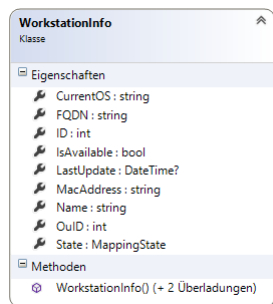 WorkstationInfo
Klasse
Eigenschaften
CurrentOS : string
FQDN : string
ID : int
IsAvailable : bool
LastUpdate : DateTime?
MacAddress : string
Name : string
OuID : int
State : MappingState
Methoden
WorkstationInfo() (+ 2 Überladungen)